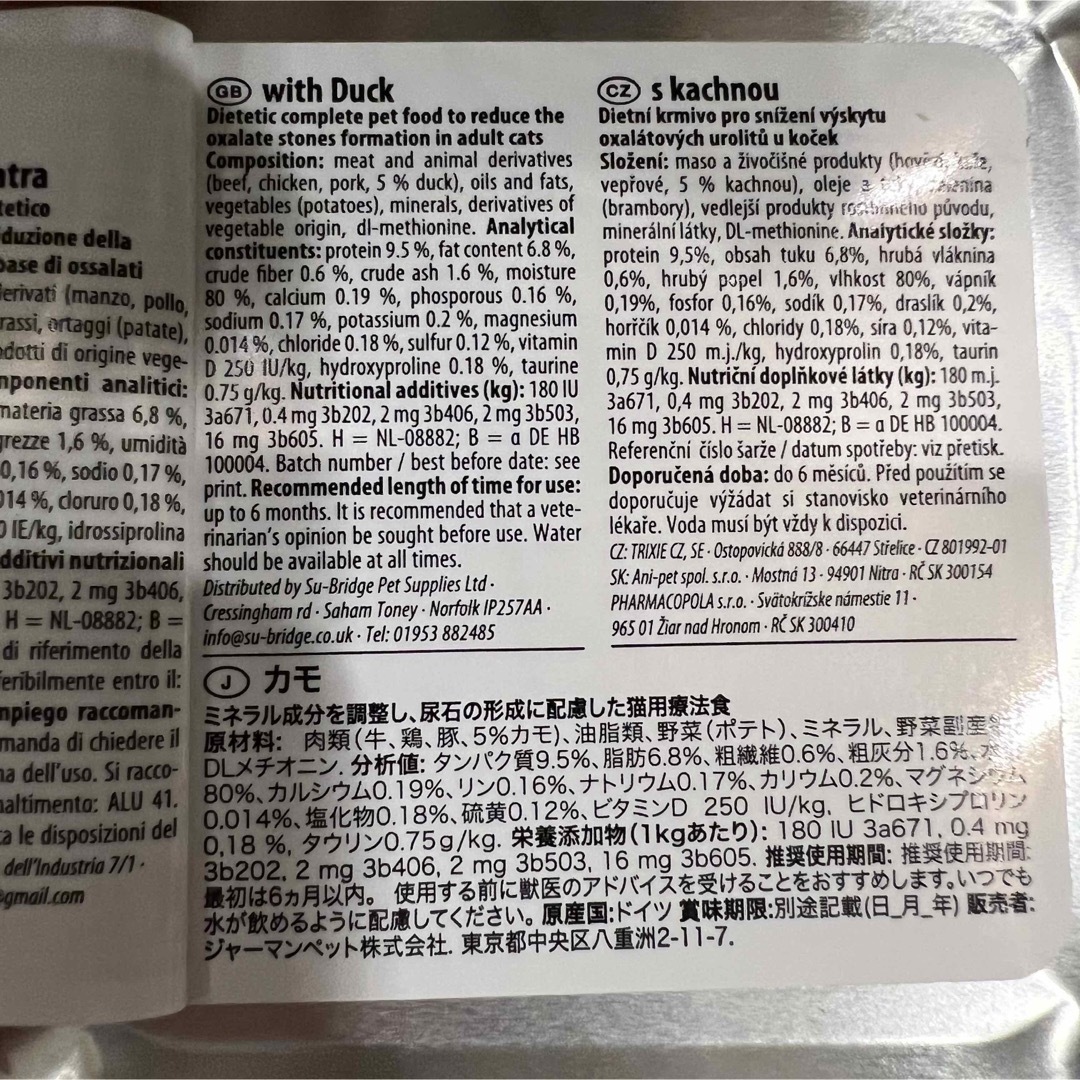 ntra
tetico
duzione della
base di ossalati
derivati (manzo, pollo,
rassi, ortaggi (patate),
odotti di origine vege-
mponenti analitici:
materia grassa 6,8 %,
grezze 1,6 %, umidità
0,16 %, sodio 0,17 %,
014 %, cloruro 0,18 %,
0 IE/kg, idrossiprolina
additivi nutrizionali
3b202, 2 mg 3b406,
H = NL-08882; B =
di riferimento della
feribilmente entro il:
mpiego raccoman-
manda di chiedere il
ma dell'uso. Si racco-
naltimento: ALU 41.
ta le disposizioni del
dell'Industria 7/1 ·
@gmail.com
GB with Duck
Dietetic complete pet food to reduce the
oxalate stones formation in adult cats
Composition: meat and animal derivatives
(beef, chicken, pork, 5 % duck), oils and fats,
vegetables (potatoes), minerals, derivatives of
vegetable origin, dl-methionine. Analytical
constituents: protein 9.5 %, fat content 6.8 %,
crude fiber 0.6 %, crude ash 1.6 %, moisture
80 %, calcium 0.19 %, phosporous 0.16 %,
sodium 0.17 %, potassium 0.2 %, magnesium
0.014 %, chloride 0.18 %, sulfur 0.12 %, vitamin
D 250 IU/kg, hydroxyproline 0.18 %, taurine
0.75 g/kg. Nutritional additives (kg): 180 IU
3a671, 0.4 mg 3b202, 2 mg 3b406, 2 mg 3b503,
16 mg 3b605. H = NL-08882; B = α DE HB
100004. Batch number / best before date: see
print. Recommended length of time for use:
up to 6 months. It is recommended that a vete-
rinarian's opinion be sought before use. Water
should be available at all times.
Distributed by Su-Bridge Pet Supplies Ltd ·
Cressingham rd · Saham Toney · Norfolk IP257AA ·
info@su-bridge.co.uk · Tel: 01953 882485
CZ s kachnou
Dietní krmivo pro snížení výskytu
oxalátových urolitů u koček
Složení: maso a živočišné produkty
vepřové, 5 % kachnou), oleje a
(brambory), vedlejší produkty původu,
minerální látky, DL-methionine. Analytické složky:
protein 9,5%, obsah tuku 6,8%, hrubá vláknina
0,6%, hrubý popel 1,6%, vlhkost 80%, vápník
0,19%, fosfor 0,16%, sodík 0,17%, draslík 0,2%,
hořčík 0,014 %, chloridy 0,18%, síra 0,12%, vita-
min D 250 m.j./kg, hydroxyprolin 0,18%, taurin
0,75 g/kg. Nutriční doplňkové látky (kg): 180 m.j.
3a671, 0,4 mg 3b202, 2 mg 3b406, 2 mg 3b503,
16 mg 3b605. H = NL-08882; B = α DE HB 100004.
Referenční číslo šarže / datum spotřeby: viz přetisk.
Doporučená doba: do 6 měsíců. Před použitím se
doporučuje výžádat si stanovisko veterinárního
lékaře. Voda musí být vždy k dispozici.
CZ: TRIXIE CZ, SE · Ostopovická 888/8 · 66447 Střelice · CZ 801992-01
SK: Ani-pet spol. s.r.o. · Mostná 13 · 94901 Nitra · RČ SK 300154
PHARMACOPOLA s.r.o. · Svätokrížske námestie 11 ·
965 01 Žiar nad Hronom · RČ SK 300410
J カモ
ミネラル成分を調整し、尿石の形成に配慮した猫用療法食
原材料: 肉類(牛、鶏、豚、5%カモ)、油脂類、野菜(ポテト)、ミネラル、野菜副産
DLメチオニン. 分析値: タンパク質9.5%、脂肪6.8%、粗繊維0.6%、粗灰分1.6%、水
80%、カルシウム0.19%、リン0.16%、ナトリウム0.17%、カリウム0.2%、マグネシウム
0.014%、塩化物0.18%、硫黄0.12%、ビタミンD 250 IU/kg, ヒドロキシプロリン
0,18 %, タウリン0.75g/kg. 栄養添加物(1kgあたり): 180 IU 3a671, 0.4 mg
3b202, 2 mg 3b406, 2 mg 3b503, 16 mg 3b605. 推奨使用期間: 推奨使用期間:
最初は6ヵ月以内。 使用する前に獣医のアドバイスを受けることをおすすめします。いつでも
水が飲めるように配慮してください。原産国:ドイツ 賞味期限:別途記載(日_月_年) 販売者:
ジャーマンペット株式会社. 東京都中央区八重洲2-11-7.